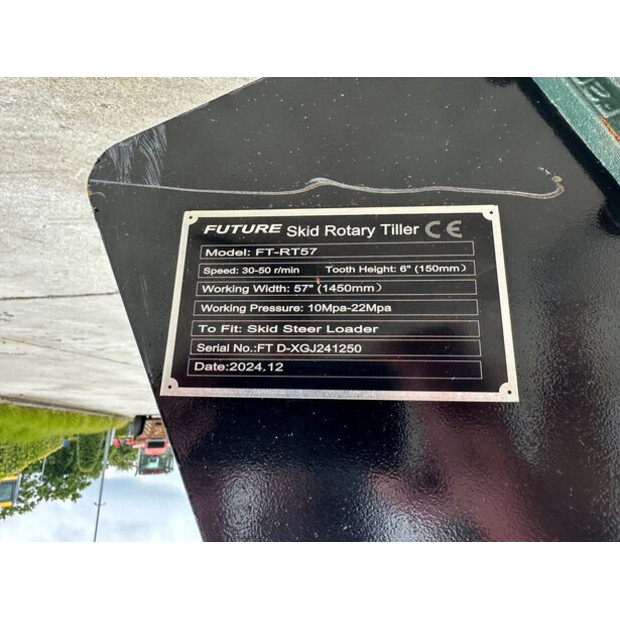 FUTURE Skid Rotary Tiller CE
Model: FT-RT57
Speed: 30-50 r/min Tooth Height: 6" (150mm)
Working Width: 57" (1450mm)
Working Pressure: 10Mpa-22Mpa
To Fit: Skid Steer Loader
Serial No.:FT D-XGJ241250
Date:2024.12